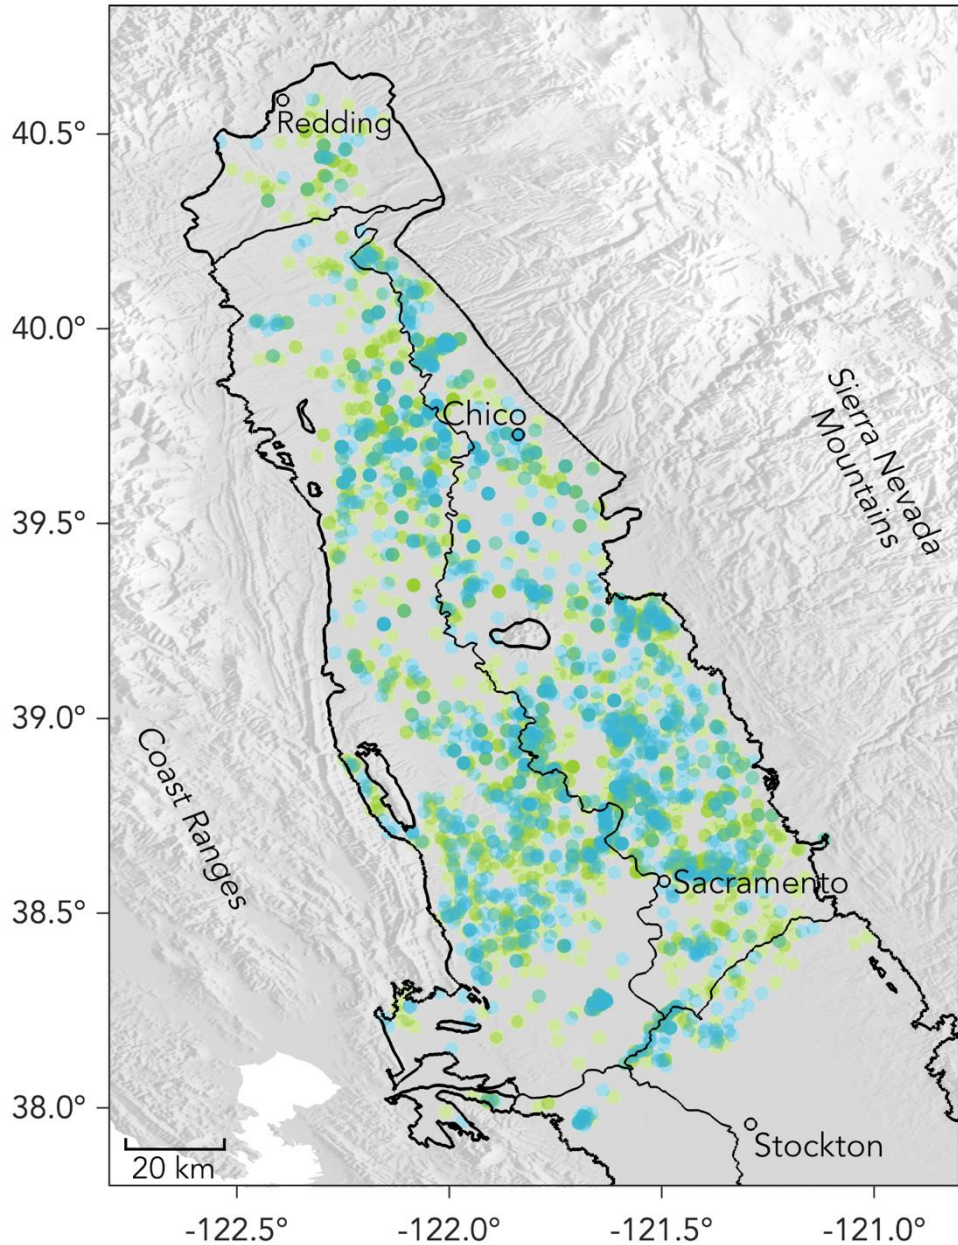 40.5°
Redding
40.0°
Sierra Nevada
Mountains
Chico
39.5°
39.0°
Coast Ranges
Sacramento
38.5°
38.0°
Stockton
20 km
-122.5°
-122.0°
-121.5°
-121.0°